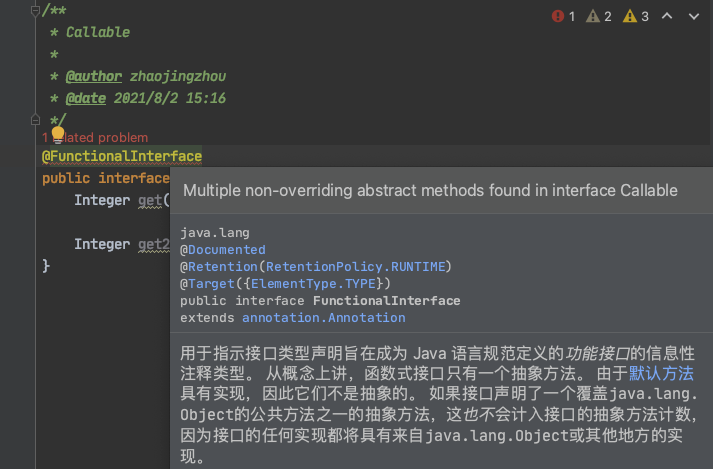 /**
1 2 3
* Callable
*
* @author zhaojingzhou
* @date 2021/8/2 15:16
*/
1 related problem
@FunctionalInterface
public interface
Integer get(
Integer get2
}
Multiple non-overriding abstract methods found in interface Callable
java.lang
@Documented
@Retention(RetentionPolicy.RUNTIME)
@Target({ElementType.TYPE})
public interface FunctionalInterface
extends annotation.Annotation
用于指示接口类型声明旨在成为 Java 语言规范定义的功能接口的信息性
注释类型。 从概念上讲，函数式接口只有一个抽象方法。 由于默认方法
具有实现，因此它们不是抽象的。 如果接口声明了一个覆盖java.lang.
Object的公共方法之一的抽象方法，这也不会计入接口的抽象方法计数，
因为接口的任何实现都将具有来自java.lang.Object或其他地方的实
现。